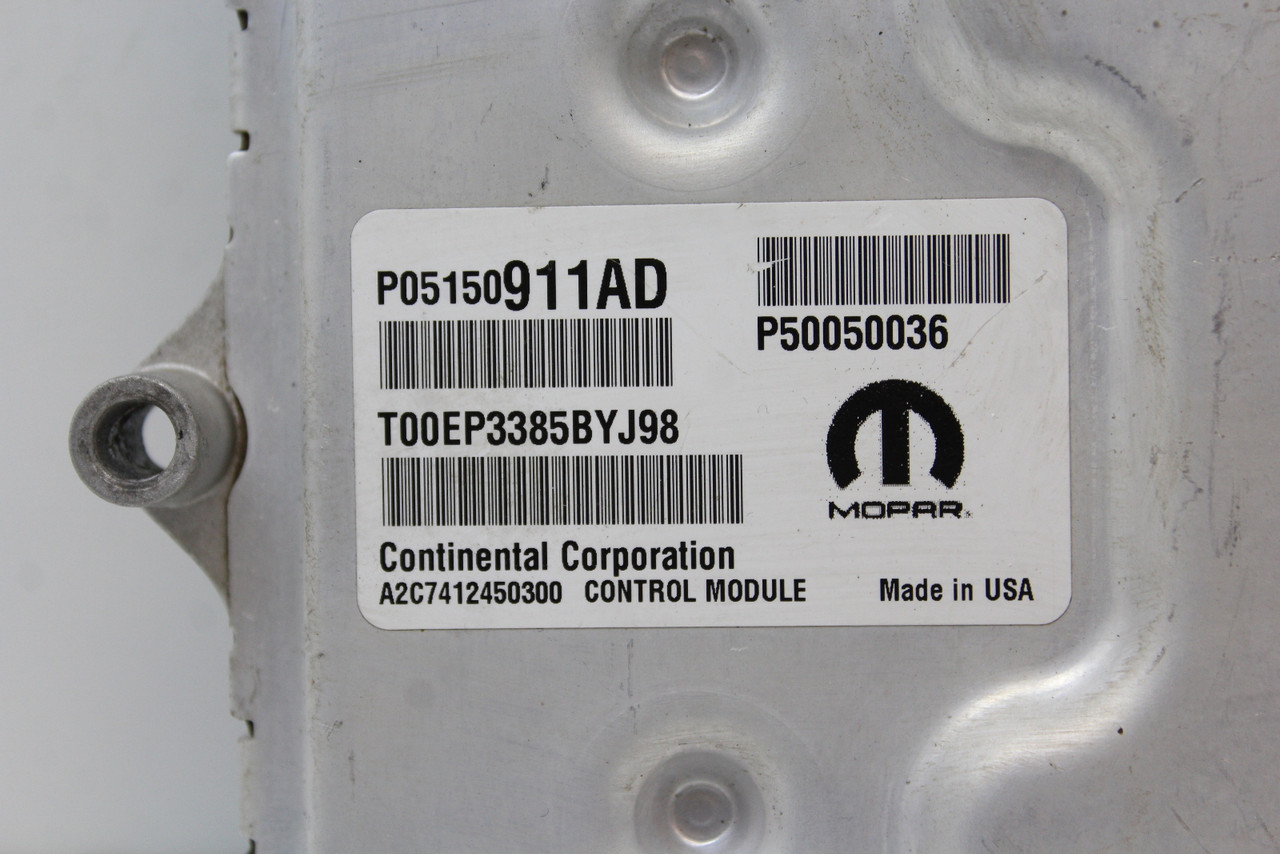 P05150911AD
P50050036
T00EP3385BYJ98
MOPAR
Continental Corporation
A2C7412450300 CONTROL MODULE Made in USA